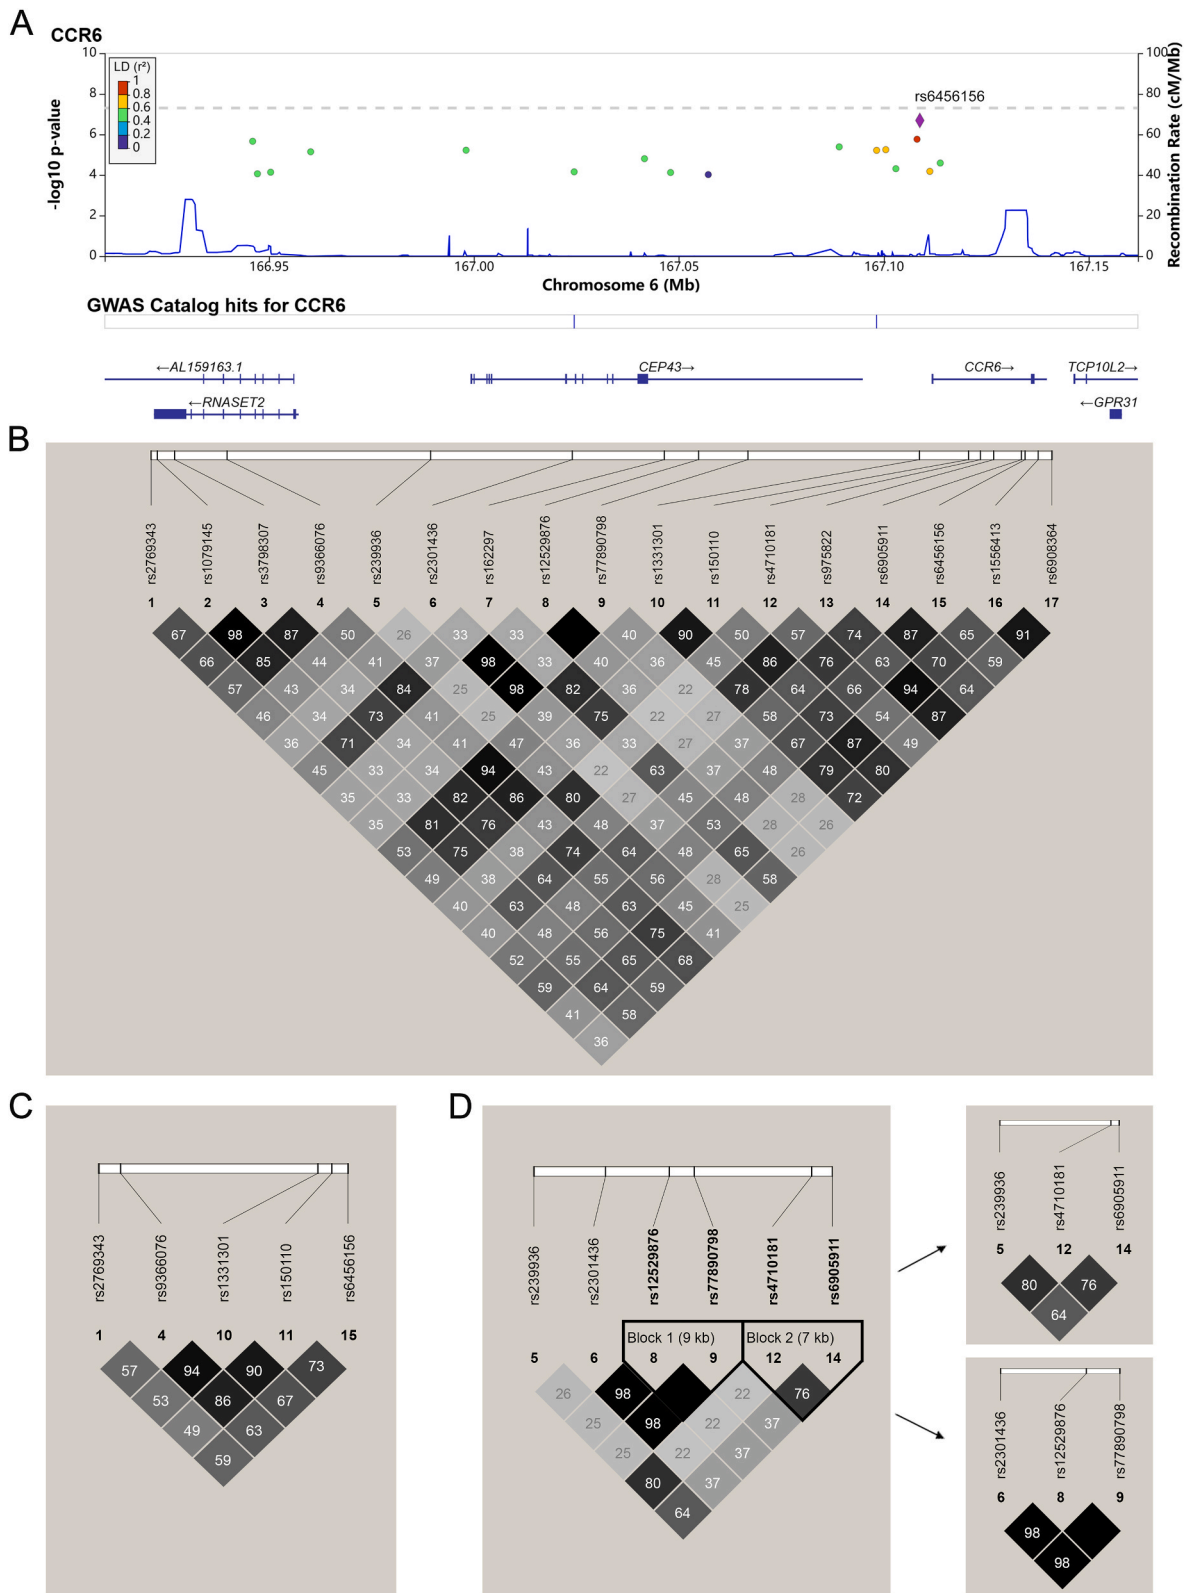 A
CCR6
rs6456156
LD (r²)
1
0.8
0.6
0.4
0.2
0
10
8
6
4
2
0
-log10 p-value
100
80
60
40
20
0
Recombination Rate (cM/Mb)
166.95 167.00 167.05 167.10 167.15
Chromosome 6 (Mb)
GWAS Catalog hits for CCR6
←AL159163.1 CEP43→ CCR6→ TCP10L2→
←RNASET2 ←GPR31
B
rs2769343
rs1079145
rs3798307
rs9366076
rs239936
rs2301436
rs162297
rs12529876
rs77890798
rs1331301
rs150110
rs4710181
rs975822
rs6905911
rs6456156
rs1556413
rs6908364
1 2 3 4 5 6 7 8 9 10 11 12 13 14 15 16 17
67 98 87 50 26 33 33 40 90 50 57 74 87 65 91
66 85 44 41 37 98 33 40 36 45 86 76 63 70 59
57 43 34 84 25 98 82 36 22 78 64 66 94 64
46 34 73 41 25 39 75 22 27 58 73 54 87
36 71 34 41 47 36 33 27 37 67 87 49
45 33 34 94 43 22 63 37 48 79 80
35 33 82 86 80 27 45 48 28 72
35 81 76 43 48 37 53 28 26
53 75 38 74 64 48 65 26
49 38 64 55 56 28 58
40 63 48 63 45 25
40 48 56 75 41
52 55 65 68
59 64 59
41 58
36
C
rs2769343
rs9366076
rs1331301
rs150110
rs6456156
1 4 10 11 15
57 94 90 73
53 86 67
49 63
59
D
rs239936
rs2301436
rs12529876
rs77890798
rs4710181
rs6905911
Block 1 (9 kb) Block 2 (7 kb)
5 6 8 9 12 14
26 98 22 76
25 98 22 37
25 22 37
80 37
64
rs239936
rs4710181
rs6905911
5 12 14
80 76
64
rs2301436
rs12529876
rs77890798
6 8 9
98
98